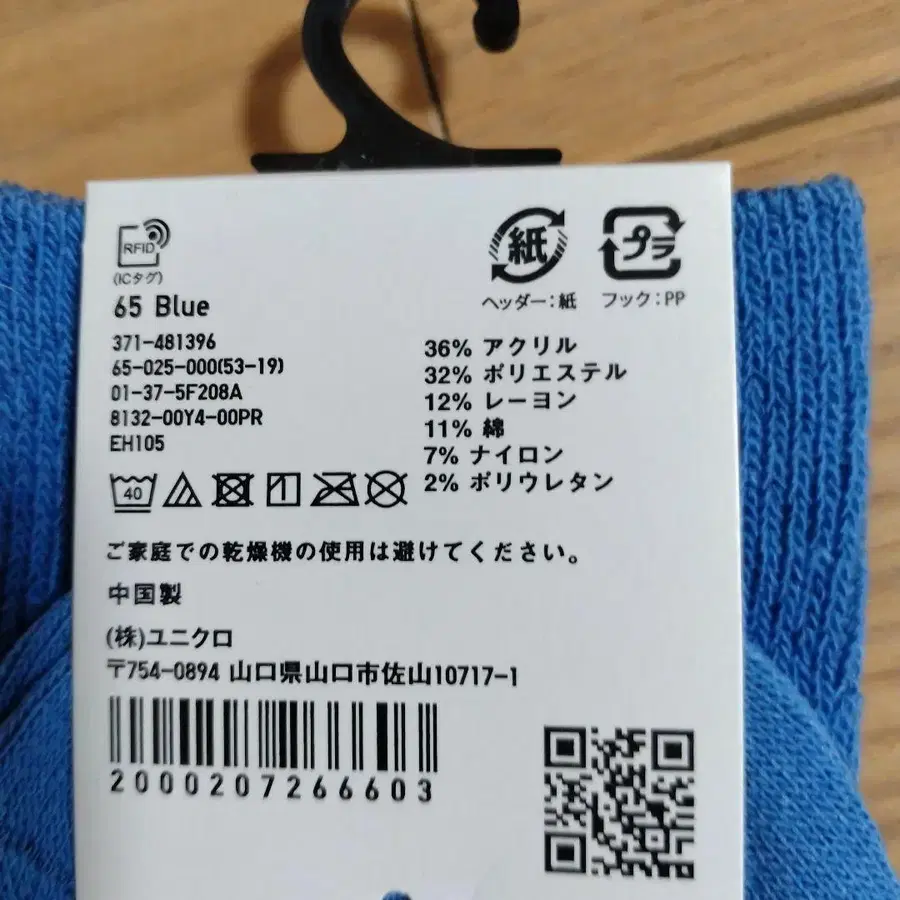 RFID
(ICタグ)
65 Blue
371-481396
65-025-000(53-19)
01-37-5F208A
8132-00Y4-00PR
EH105
紙
ヘッダー:紙
プラ
フック:PP
36% アクリル
32% ポリエステル
12% レーヨン
11% 綿
7% ナイロン
2% ポリウレタン
40
ご家庭での乾燥機の使用は避けてください。
中国製
(株)ユニクロ
〒754-0894 山口県山口市佐山10717-1
2000207266603